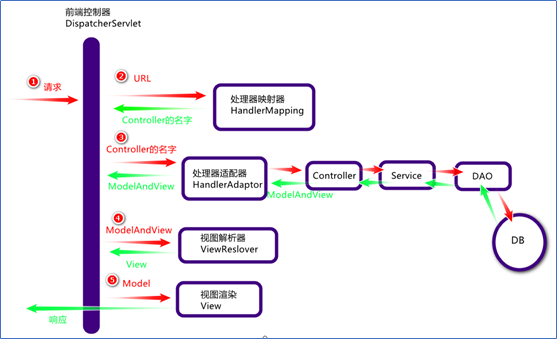 前端控制器
DispatcherServlet
1 请求
2 URL
Controller的名字
处理器映射器
HandlerMapping
3
Controller的名字
ModelAndView
处理器适配器
HandlerAdaptor
Controller
Service
DAO
ModelAndView
DB
4
ModelAndView
View
视图解析器
ViewReslover
5 Model
视图渲染
View
响应